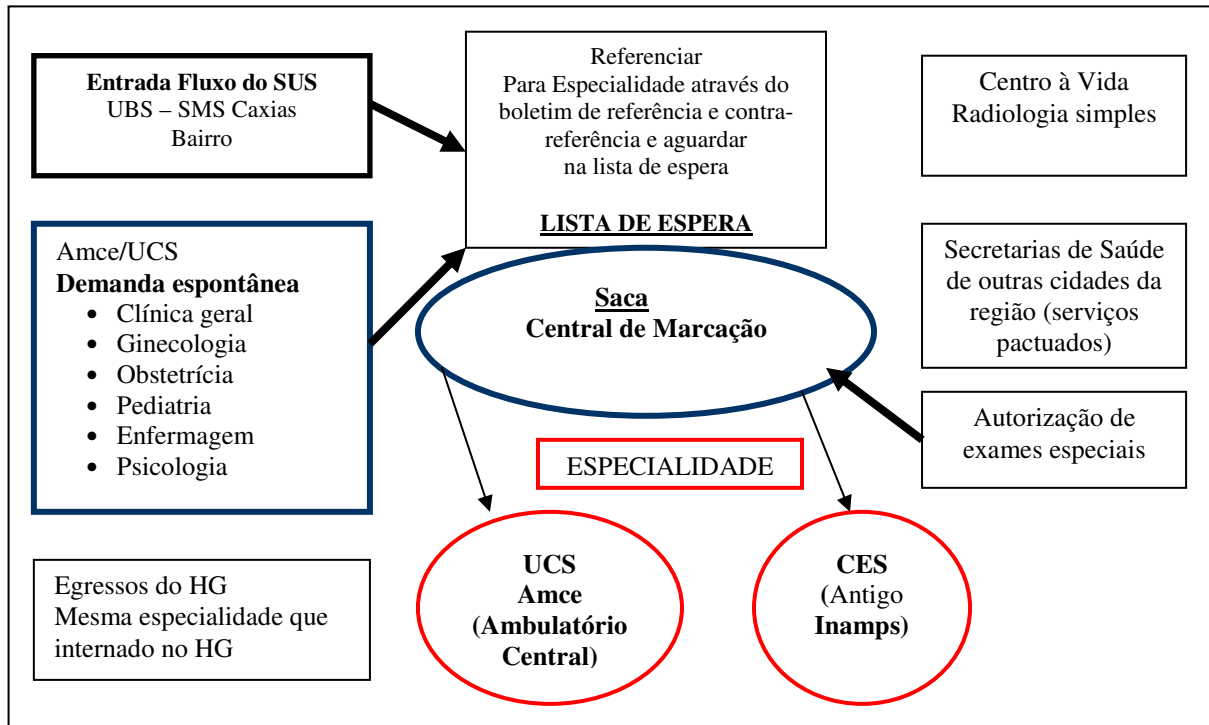 Entrada Fluxo do SUS
UBS – SMS Caxias
Bairro
Referenciar
Para Especialidade através do
boletim de referência e contra-
referência e aguardar
na lista de espera
LISTA DE ESPERA
Centro à Vida
Radiologia simples
Amce/UCS
Demanda espontânea
• Clínica geral
• Ginecologia
• Obstetrícia
• Pediatria
• Enfermagem
• Psicologia
Saca
Central de Marcação
Secretarias de Saúde
de outras cidades da
região (serviços
pactuados)
Autorização de
exames especiais
ESPECIALIDADE
Egressos do HG
Mesma especialidade que
internado no HG
UCS
Amce
(Ambulatório
Central)
CES
(Antigo
Inamps)